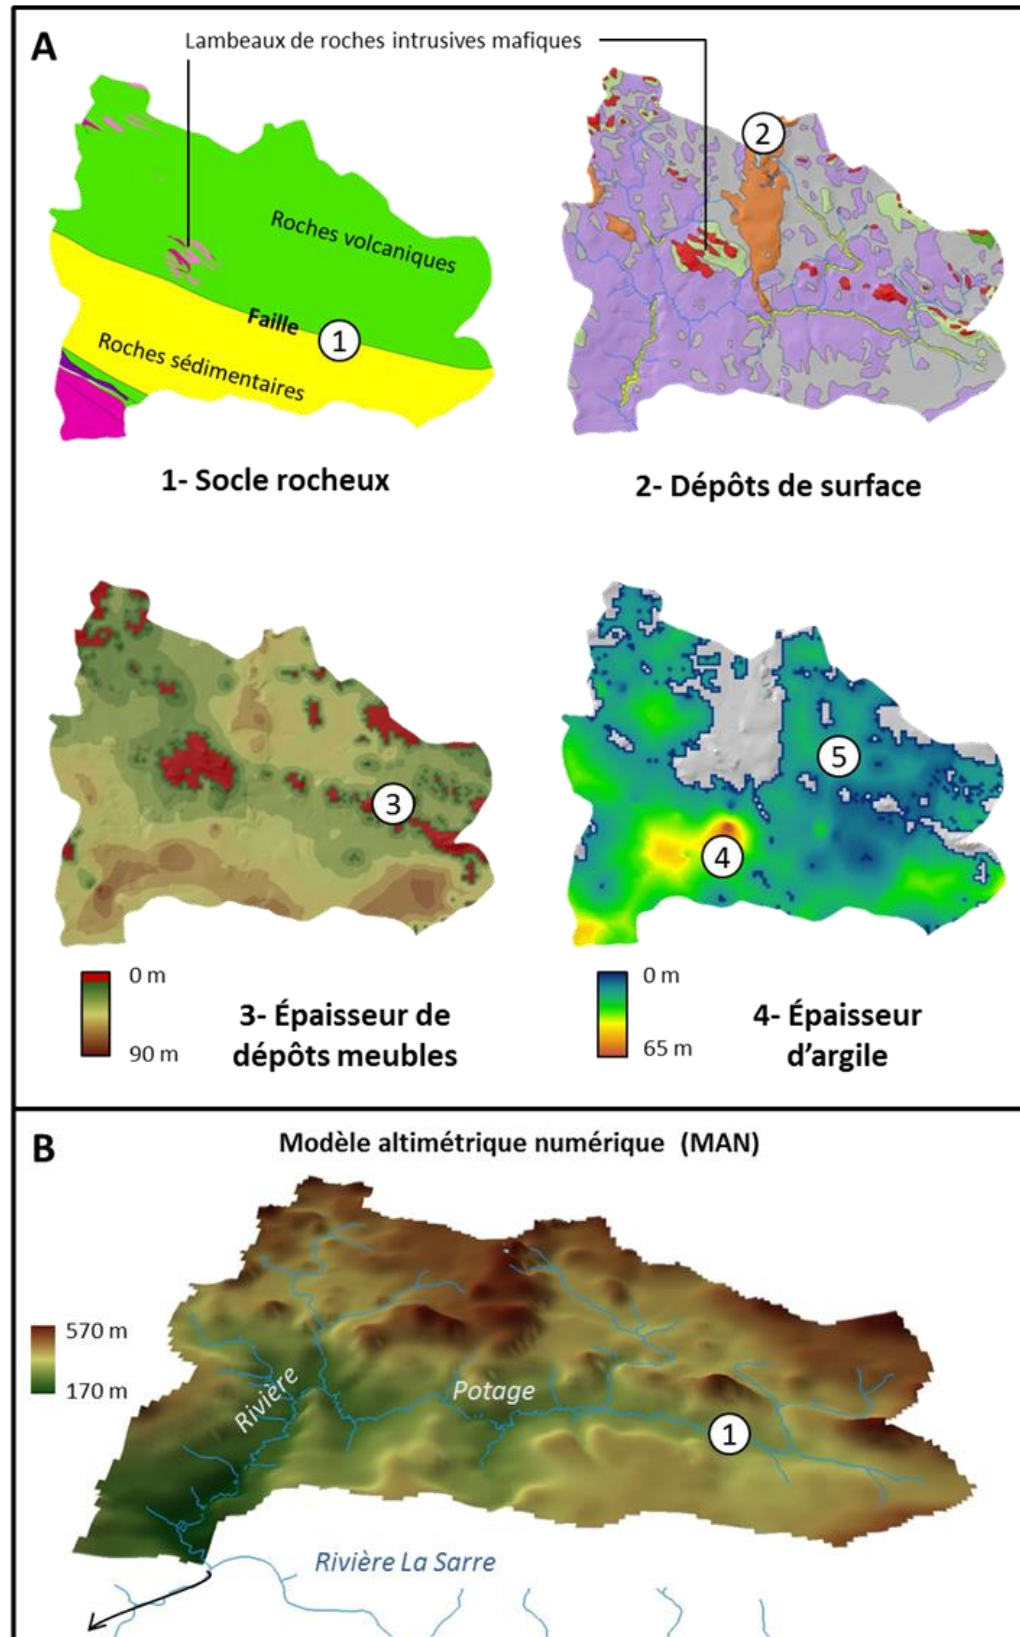 A
Lambeaux de roches intrusives mafiques
Roches volcaniques
Faille
1
Roches sédimentaires
2
1- Socle rocheux
2- Dépôts de surface
3
5
4
0 m
90 m
3- Épaisseur de
dépôts meubles
0 m
65 m
4- Épaisseur
d'argile
B
Modèle altimétrique numérique (MAN)
570 m
170 m
Rivière
Potage
1
Rivière La Sarre